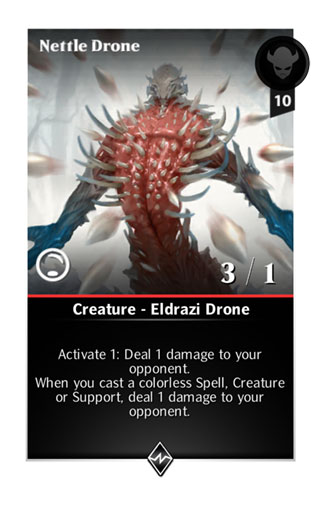 Nettle Drone
10
3 / 1
Creature - Eldrazi Drone
Activate 1: Deal 1 damage to your
opponent.
When you cast a colorless Spell, Creature
or Support, deal 1 damage to your
opponent.